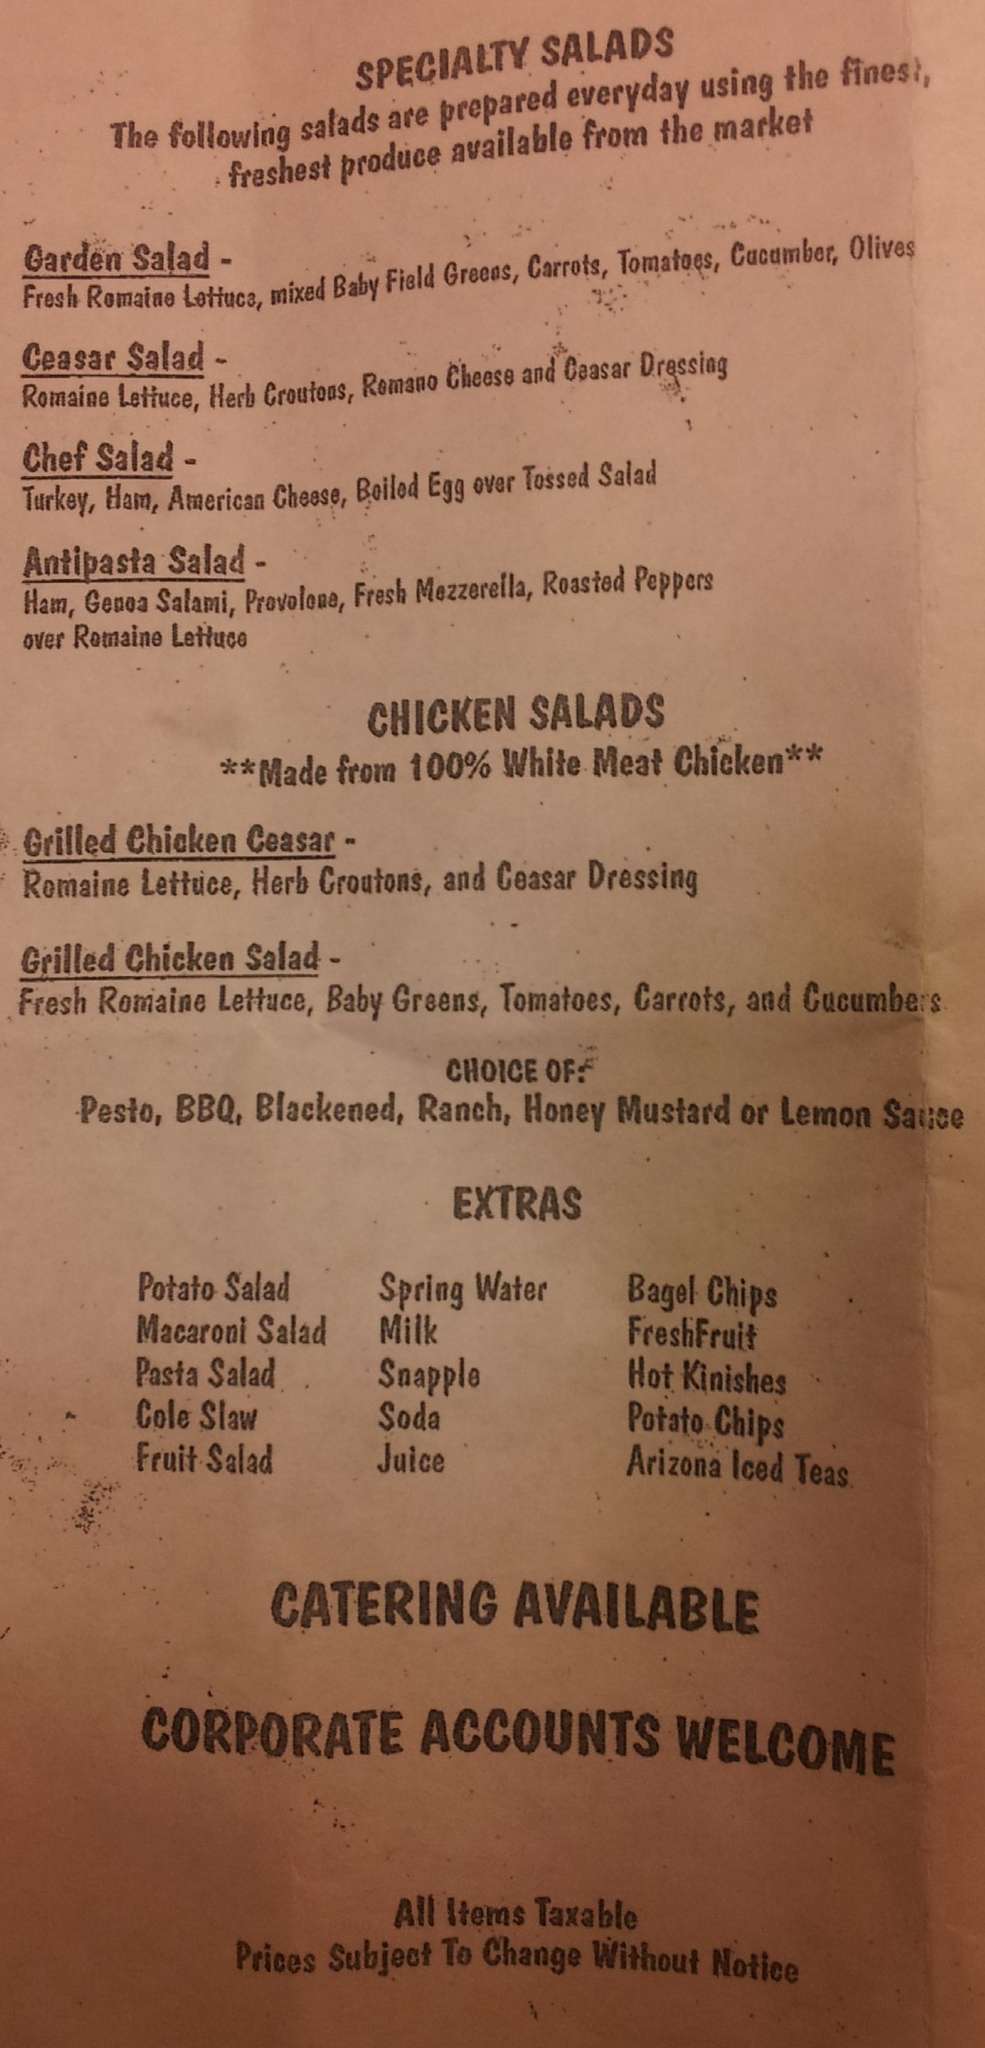 SPECIALTY SALADS
The following salads are prepared everyday using the finest,
freshest produce available from the market
Garden Salad -
Fresh Romaine Lettuce, mixed Baby Field Greens, Carrots, Tomatoes, Cucumber, Olives
Ceasar Salad -
Romaine Lettuce, Herb Croutons, Romano Cheese and Ceasar Dressing
Chef Salad -
Turkey, Ham, American Cheese, Boiled Egg over Tossed Salad
Antipasta Salad -
Ham, Genoa Salami, Provolone, Fresh Mozzerella, Roasted Peppers
over Romaine Lettuce
CHICKEN SALADS
**Made from 100% White Meat Chicken**
Grilled Chicken Ceasar -
Romaine Lettuce, Herb Croutons, and Ceasar Dressing
Grilled Chicken Salad -
Fresh Romaine Lettuce, Baby Greens, Tomatoes, Carrots, and Cucumbers
CHOICE OF:
Pesto, BBQ, Blackened, Ranch, Honey Mustard or Lemon Sauce
EXTRAS
Potato Salad Spring Water Bagel Chips
Macaroni Salad Milk FreshFruit
Pasta Salad Snapple Hot Kinishes
Cole Slaw Soda Potato Chips
Fruit Salad Juice Arizona Iced Teas
CATERING AVAILABLE
CORPORATE ACCOUNTS WELCOME
All Items Taxable
Prices Subject To Change Without Notice